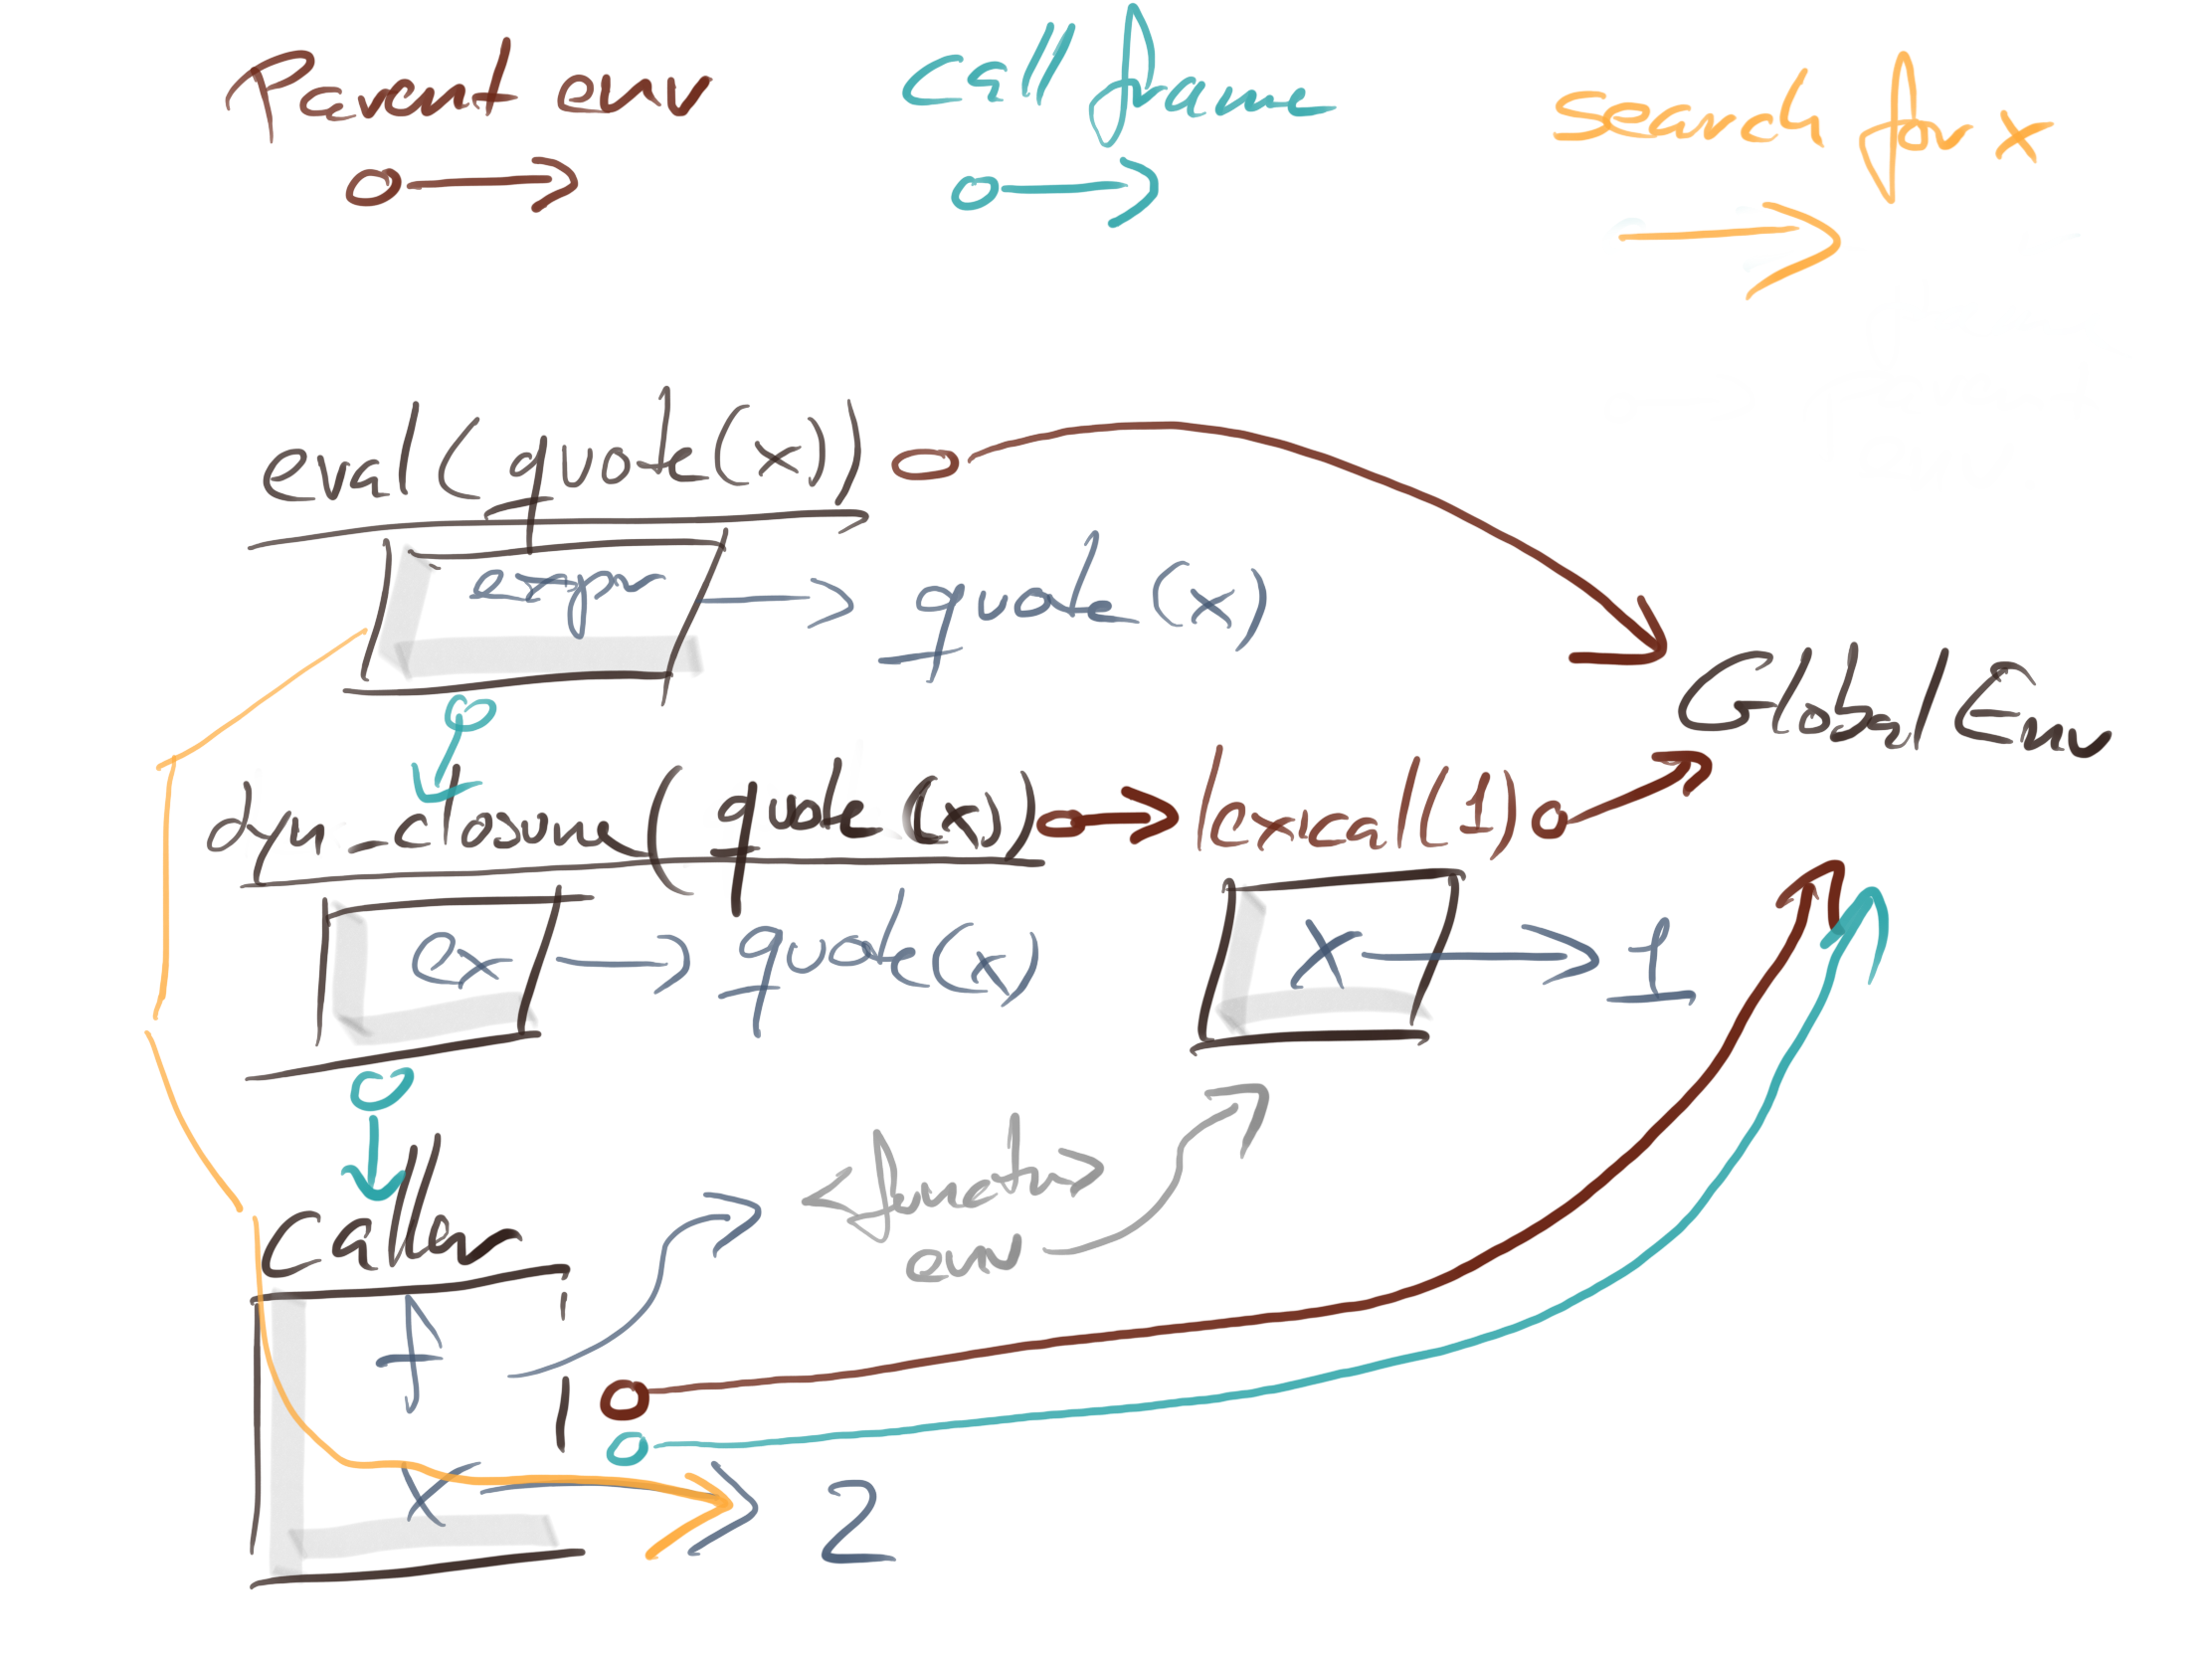 Parent env
call frame
search for x
eval(quote(x))
expr
quote(x)
GlobalEnv
dyn_closure(quote(x))
lexical(1)
ex
quote(x)
x
1
<functn>
env
caller
f
x
2